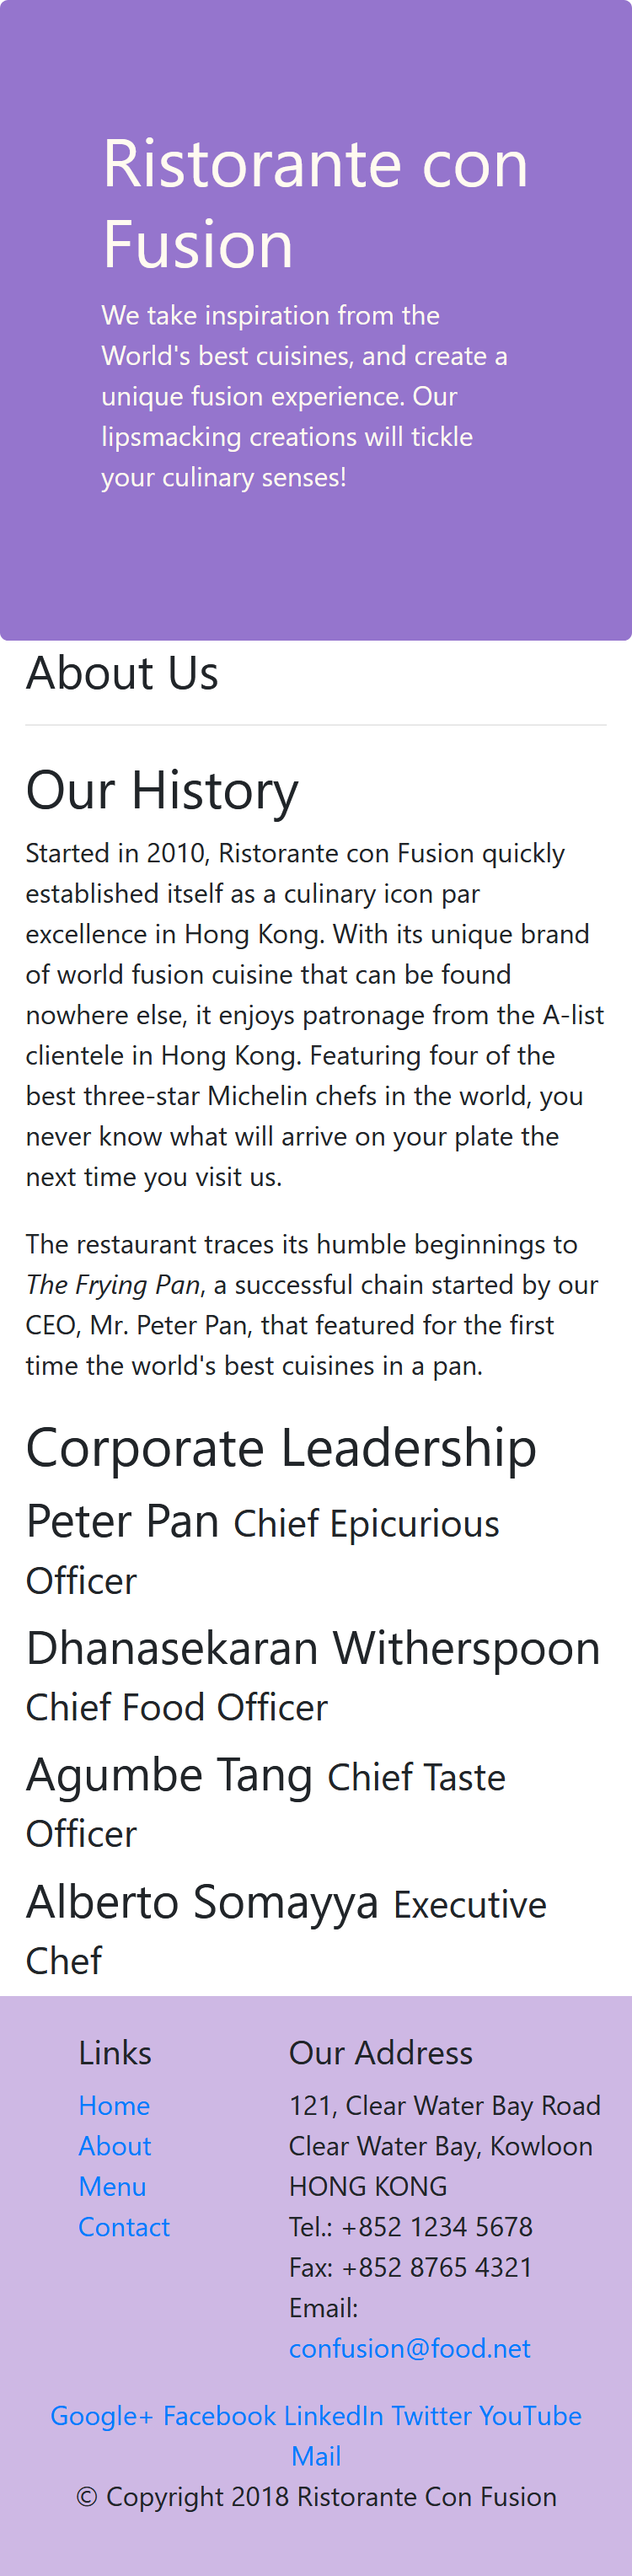 Ristorante con
Fusion
We take inspiration from the
World's best cuisines, and create a
unique fusion experience. Our
lipsmacking creations will tickle
your culinary senses!
About Us
Our History
Started in 2010, Ristorante con Fusion quickly
established itself as a culinary icon par
excellence in Hong Kong. With its unique brand
of world fusion cuisine that can be found
nowhere else, it enjoys patronage from the A-list
clientele in Hong Kong. Featuring four of the
best three-star Michelin chefs in the world, you
never know what will arrive on your plate the
next time you visit us.
The restaurant traces its humble beginnings to
The Frying Pan, a successful chain started by our
CEO, Mr. Peter Pan, that featured for the first
time the world's best cuisines in a pan.
Corporate Leadership
Peter Pan Chief Epicurious
Officer
Dhanasekaran Witherspoon
Chief Food Officer
Agumbe Tang Chief Taste
Officer
Alberto Somayya Executive
Chef
Links
Home
About
Menu
Contact
Our Address
121, Clear Water Bay Road
Clear Water Bay, Kowloon
HONG KONG
Tel.: +852 1234 5678
Fax: +852 8765 4321
Email:
confusion@food.net
Google+ Facebook LinkedIn Twitter YouTube
Mail
© Copyright 2018 Ristorante Con Fusion